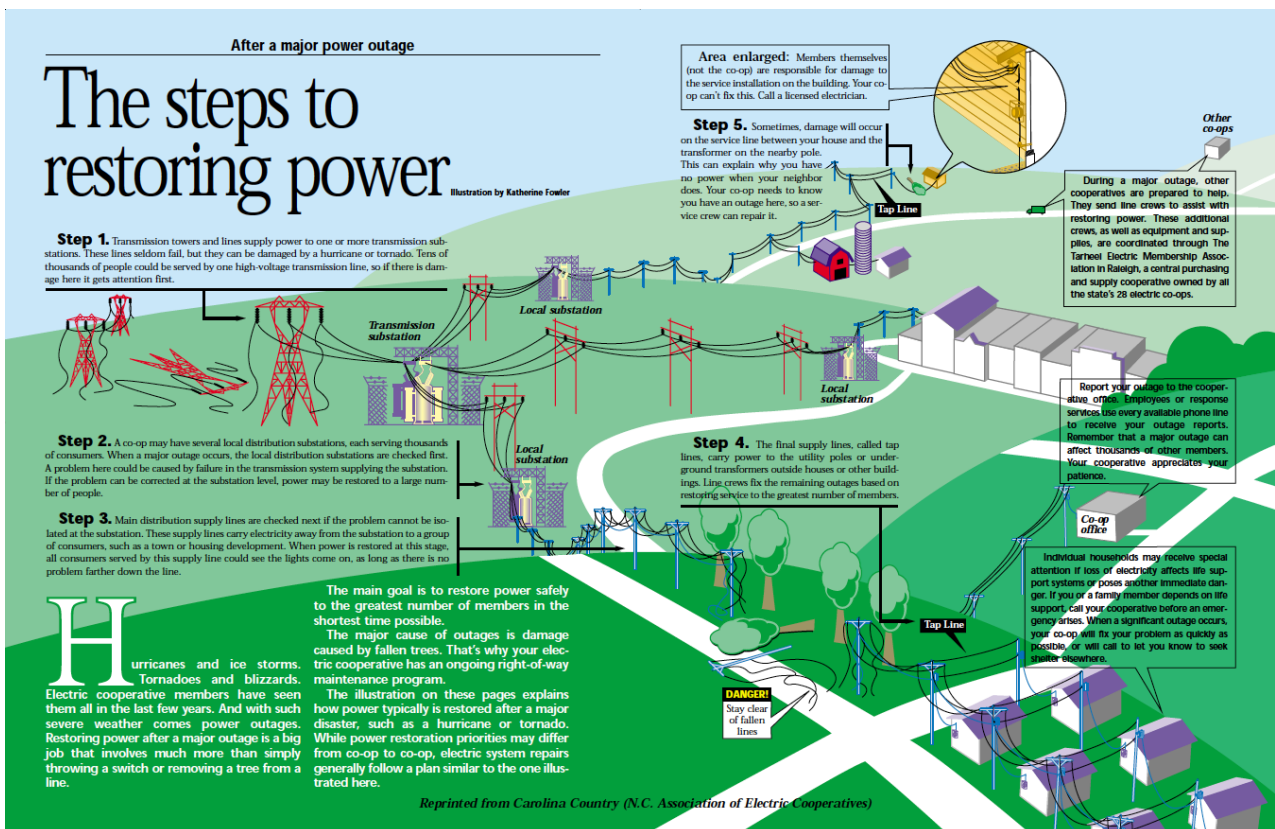 After a major power outage
The steps to
restoring power
Illustration by Katherine Fowler
Step 1. Transmission towers and lines supply power to one or more transmission sub-
stations. These lines seldom fail, but they can be damaged by a hurricane or tornado. Tens of
thousands of people could be served by one high-voltage transmission line, so if there is dam-
age here it gets attention first.
Transmission
substation
Local substation
Local
substation
Local
substation
Step 2. A co-op may have several local distribution substations, each serving thousands
of consumers. When a major outage occurs, the local distribution substations are checked first.
A problem here could be caused by failure in the transmission system supplying the substation.
If the problem can be corrected at the substation level, power may be restored to a large num-
ber of people.
Step 3. Main distribution supply lines are checked next if the problem cannot be iso-
lated at the substation. These supply lines carry electricity away from the substation to a group
of consumers, such as a town or housing development. When power is restored at this stage,
all consumers served by this supply line could see the lights come on, as long as there is no
problem farther down the line.
Hurricanes and ice storms.
Tornadoes and blizzards.
Electric cooperative members have seen
them all in the last few years. And with such
severe weather comes power outages.
Restoring power after a major outage is a big
job that involves much more than simply
throwing a switch or removing a tree from a
line.
The main goal is to restore power safely
to the greatest number of members in the
shortest time possible.
The major cause of outages is damage
caused by fallen trees. That's why your elec-
tric cooperative has an ongoing right-of-way
maintenance program.
The illustration on these pages explains
how power typically is restored after a major
disaster, such as a hurricane or tornado.
While power restoration priorities may differ
from co-op to co-op, electric system repairs
generally follow a plan similar to the one illus-
trated here.
Area enlarged: Members themselves
(not the co-op) are responsible for damage to
the service installation on the building. Your co-
op can't fix this. Call a licensed electrician.
Step 5. Sometimes, damage will occur
on the service line between your house and the
transformer on the nearby pole.
This can explain why you have
no power when your neighbor
does. Your co-op needs to know
you have an outage here, so a ser-
vice crew can repair it.
Tap Line
Other
co-ops
During a major outage, other
cooperatives are prepared to help.
They send line crews to assist with
restoring power. These additional
crews, as well as equipment and sup-
plies, are coordinated through The
Tarheel Electric Membership Assoc-
iation in Raleigh, a central purchasing
and supply cooperative owned by all
the state's 28 electric co-ops.
Report your outage to the cooper-
ative office. Employees or response
services use every available phone line
to receive your outage reports.
Remember that a major outage can
affect thousands of other members.
Your cooperative appreciates your
patience.
Step 4. The final supply lines, called tap
lines, carry power to the utility poles or under-
ground transformers outside houses or other build-
ings. Line crews fix the remaining outages based on
restoring service to the greatest number of members.
Co-op
office
Individual households may receive special
attention if loss of electricity affects life sup-
port systems or poses another immediate dan-
ger. If you or a family member depends on life
support, call your cooperative before an emer-
gency arises. When a significant outage occurs,
your co-op will fix your problem as quickly as
possible, or will call to let you know to seek
shelter elsewhere.
Tap Line
DANGER!
Stay clear
of fallen
lines
Reprinted from Carolina Country (N.C. Association of Electric Cooperatives)